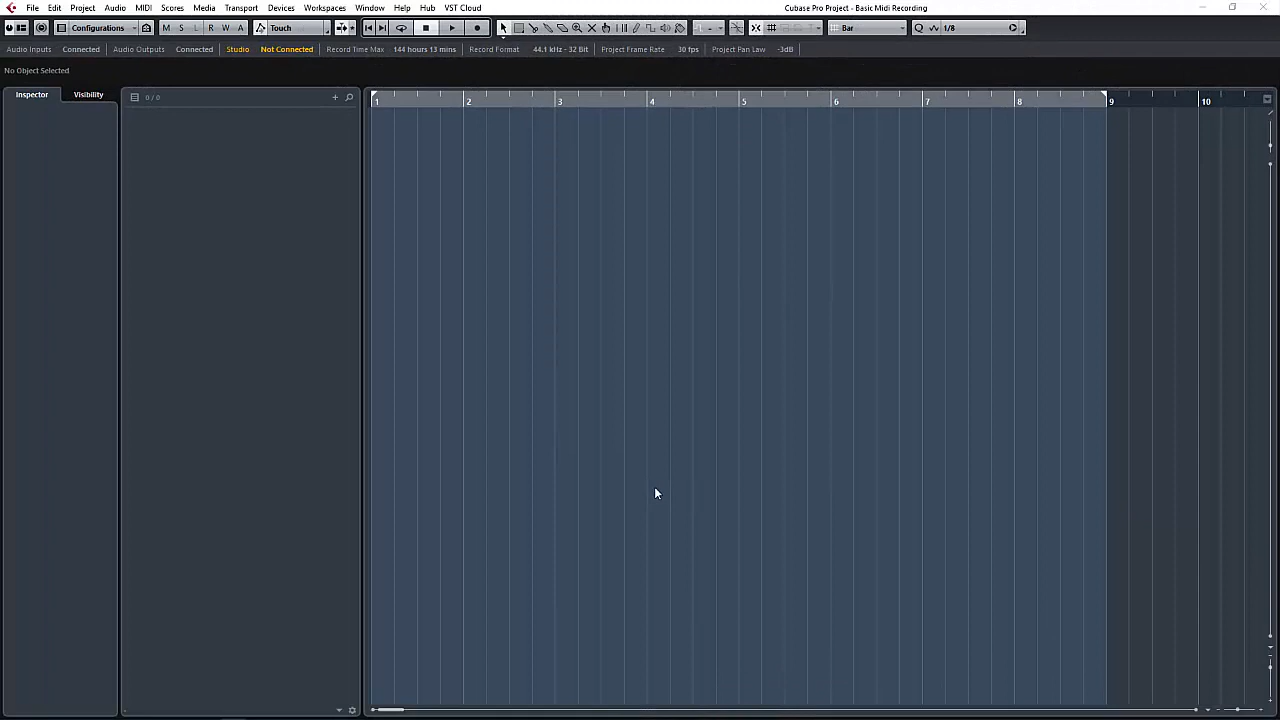 File Edit Project Audio MIDI Scores Media Transport Devices Workspaces Window Help Hub VST Cloud Cubase Pro Project - Basic Midi Recording
Configurations M S L R W A Touch Bar Q 1/8
Audio Inputs Connected Audio Outputs Connected Studio Not Connected Record Time Max 144 hours 13 mins Record Format 44.1 kHz - 32 Bit Project Frame Rate 30 fps Project Pan Law -3dB
No Object Selected
Inspector Visibility 0 / 0
1 2 3 4 5 6 7 8 9 10